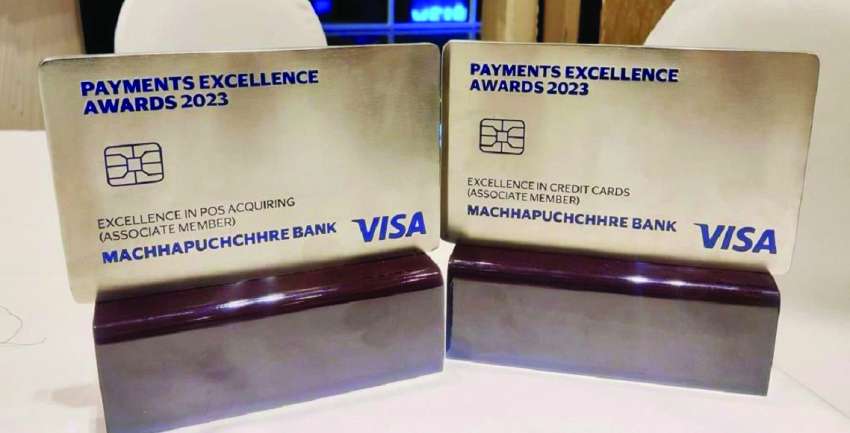 PAYMENTS EXCELLENCE
AWARDS 2023
EXCELLENCE IN POS ACQUIRING
(ASSOCIATE MEMBER)
MACHHAPUCHCHHRE BANK
VISA
PAYMENTS EXCELLENCE
AWARDS 2023
EXCELLENCE IN CREDIT CARDS
(ASSOCIATE MEMBER)
MACHHAPUCHCHHRE BANK
VISA